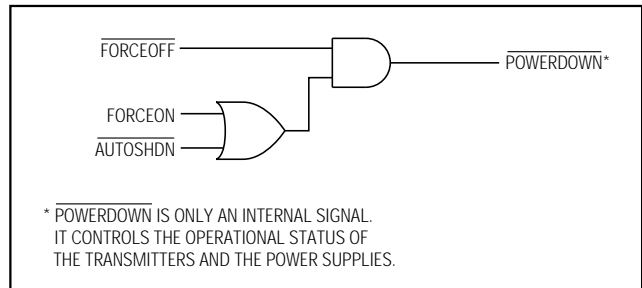 FORCEOFF
POWERDOWN*
FORCEON
AUTOSHDN
* POWERDOWN IS ONLY AN INTERNAL SIGNAL.
IT CONTROLS THE OPERATIONAL STATUS OF
THE TRANSMITTERS AND THE POWER SUPPLIES.